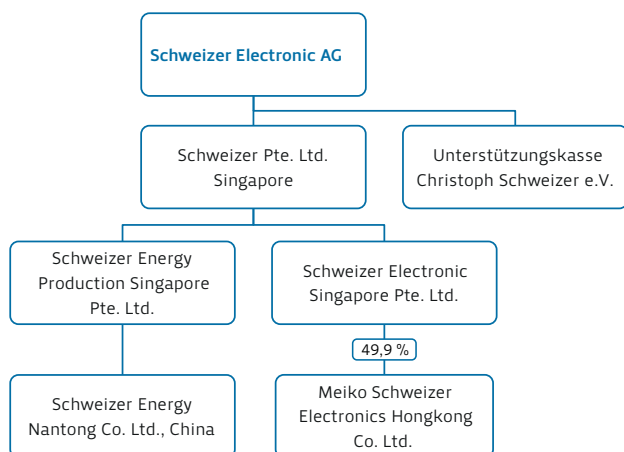 Schweizer Electronic AG
Schweizer Pte. Ltd.
Singapore
Unterstützungskasse
Christoph Schweizer e.V.
Schweizer Energy
Production Singapore
Pte. Ltd.
Schweizer Electronic
Singapore Pte. Ltd.
49,9 %
Schweizer Energy
Nantong Co. Ltd., China
Meiko Schweizer
Electronics Hongkong
Co. Ltd.